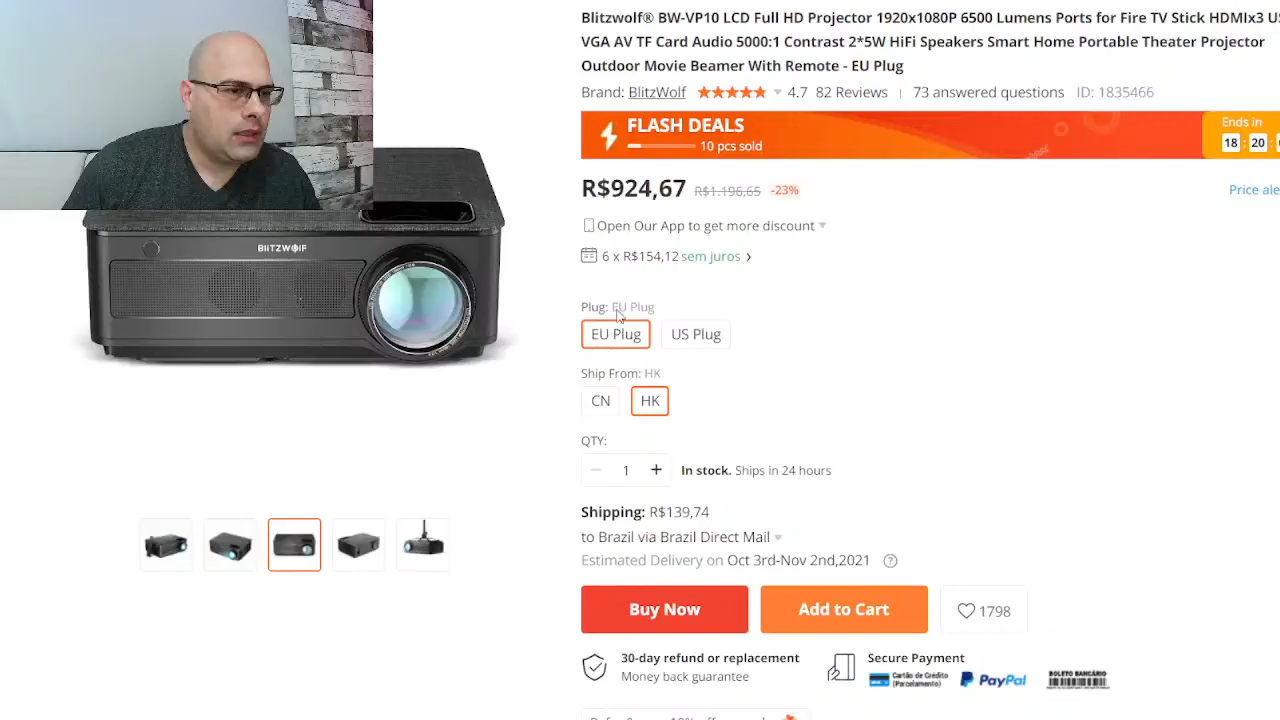 Blitzwolf® BW-VP10 LCD Full HD Projector 1920x1080P 6500 Lumens Ports for Fire TV Stick HDMIx3 US
VGA AV TF Card Audio 5000:1 Contrast 2*5W HiFi Speakers Smart Home Portable Theater Projector
Outdoor Movie Beamer With Remote - EU Plug
Brand: BlitzWolf 4.7 82 Reviews | 73 answered questions ID: 1835466
FLASH DEALS
10 pcs sold
Ends in
18 : 20 :
R$924,67 R$1.196,65 -23%
Price ale
Open Our App to get more discount
6 x R$154,12 sem juros >
Plug: EU Plug
EU Plug US Plug
Ship From: HK
CN HK
QTY:
− 1 + In stock. Ships in 24 hours
Shipping: R$139,74
to Brazil via Brazil Direct Mail
Estimated Delivery on Oct 3rd-Nov 2nd,2021 ?
Buy Now Add to Cart 1798
30-day refund or replacement
Money back guarantee
Secure Payment
Cartão de Crédito
(Parcelamento)
PayPal
BOLETO BANCÁRIO
BLITZWOLF